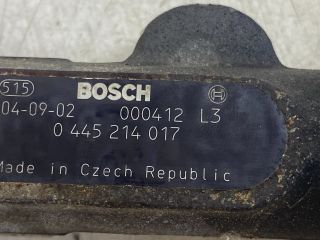 515 BOSCH
04-09-02 000412 L3
0 445 214 017
Made in Czech Republic